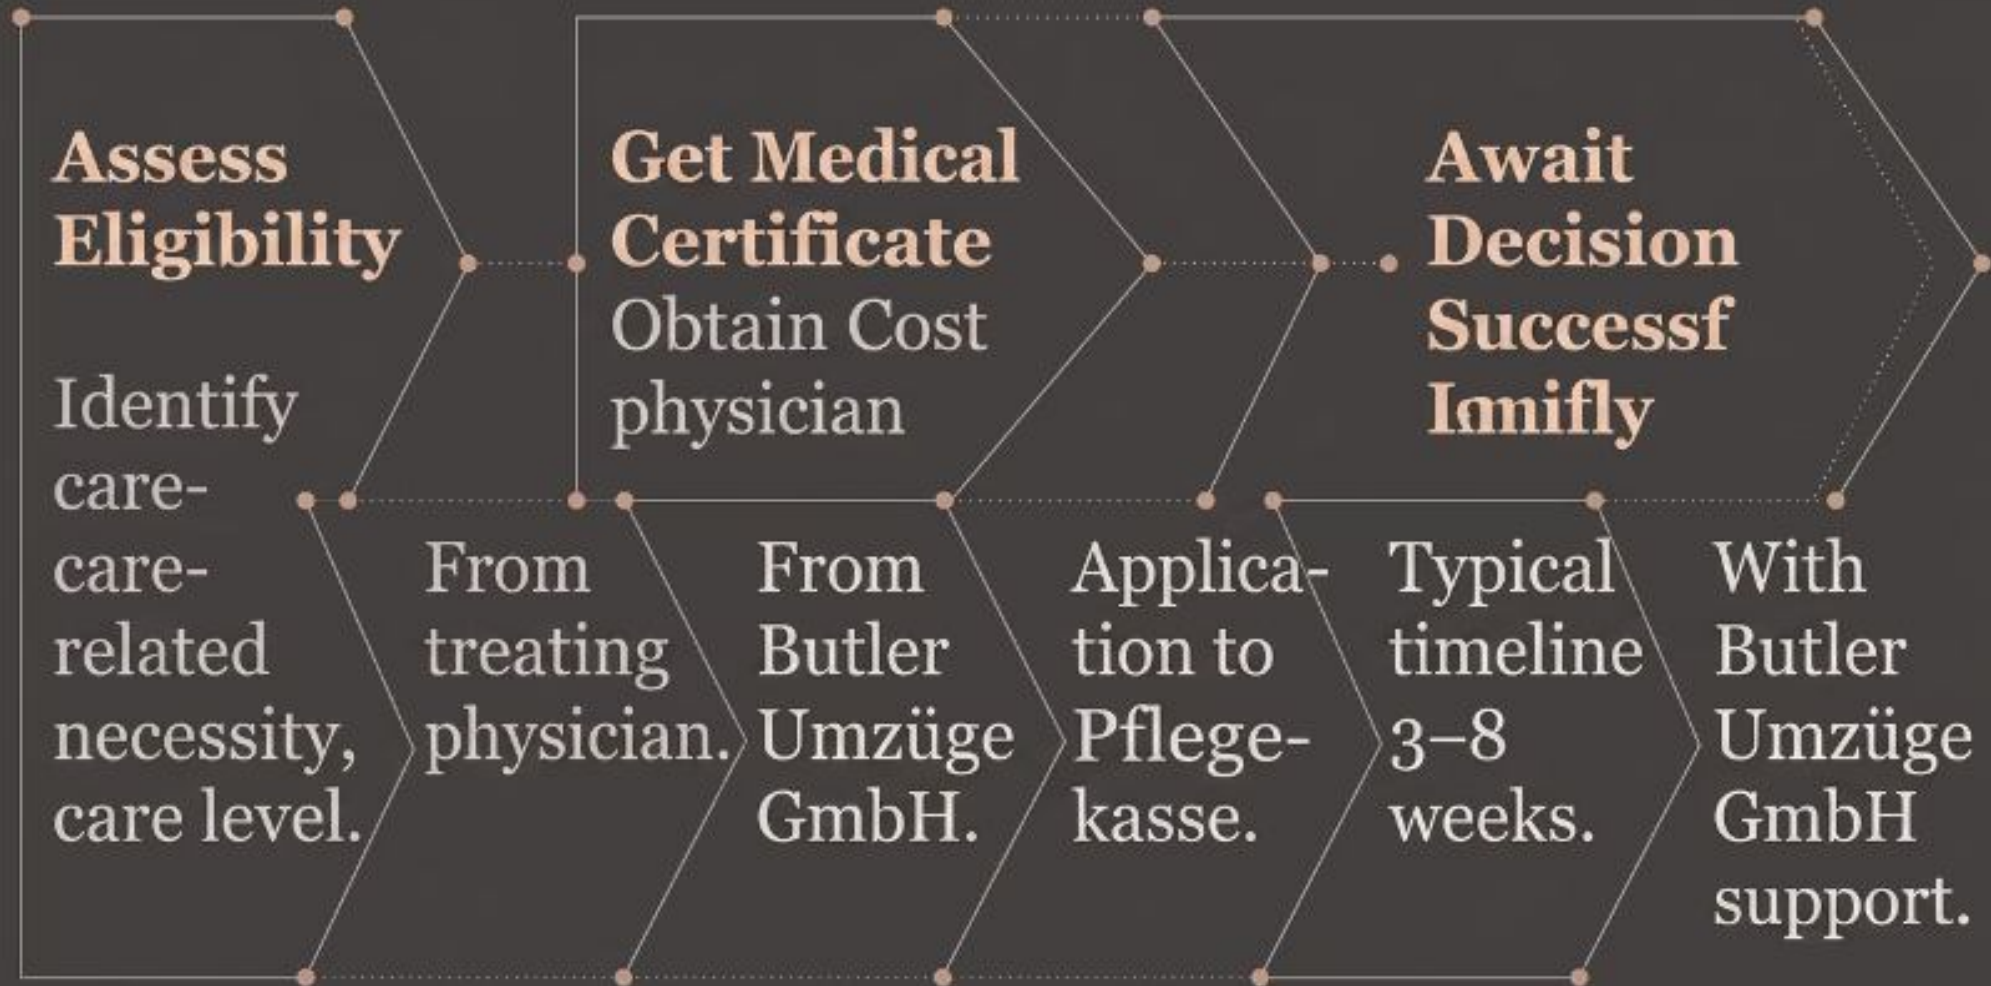 Assess
Eligibility
Identify
care-
care-
related
necessity,
care level.
Get Medical
Certificate
Obtain Cost
physician
Await
Decision
Successf
From
treating
physician.
From
Butler
Umzüge
GmbH.
Applica-
tion to
Pflege-
kasse.
Typical
timeline
3–8
weeks.
With
Butler
Umzüge
GmbH
support.